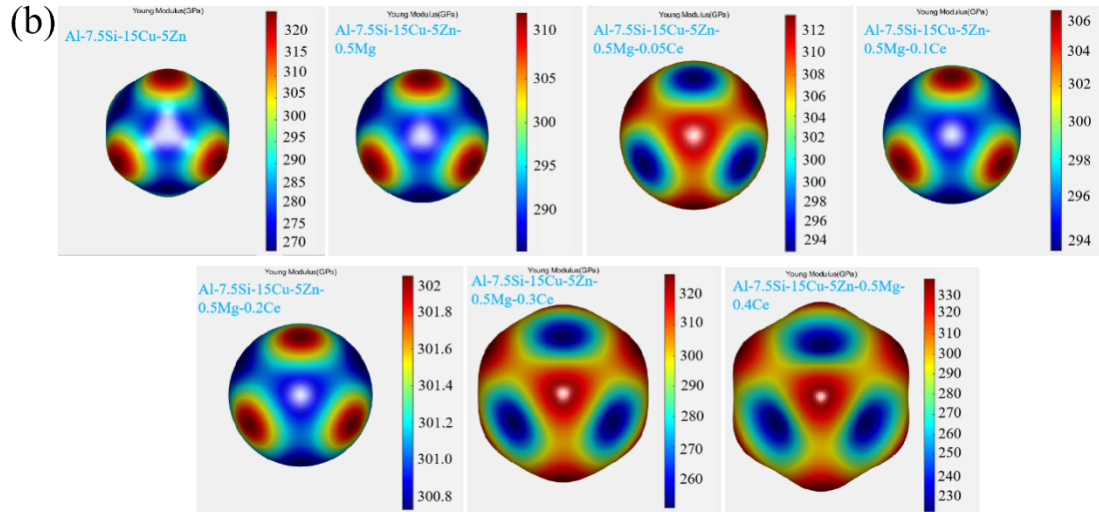 (b)
Young Modulus(GPa)
Al-7.5Si-15Cu-5Zn
320
315
310
305
300
295
290
285
280
275
270
Young Modulus(GPa)
Al-7.5Si-15Cu-5Zn-
0.5Mg
310
305
300
295
290
Young Modulus(GPa)
Al-7.5Si-15Cu-5Zn-
0.5Mg-0.05Ce
312
310
308
306
304
302
300
298
296
294
Young Modulus(GPa)
Al-7.5Si-15Cu-5Zn-
0.5Mg-0.1Ce
306
304
302
300
298
296
294
Young Modulus(GPa)
Al-7.5Si-15Cu-5Zn-
0.5Mg-0.2Ce
302
301.8
301.6
301.4
301.2
301.0
300.8
Young Modulus(GPa)
Al-7.5Si-15Cu-5Zn-
0.5Mg-0.3Ce
320
310
300
290
280
270
260
Young Modulus(GPa)
Al-7.5Si-15Cu-5Zn-0.5Mg-
0.4Ce
330
320
310
300
290
280
270
260
250
240
230